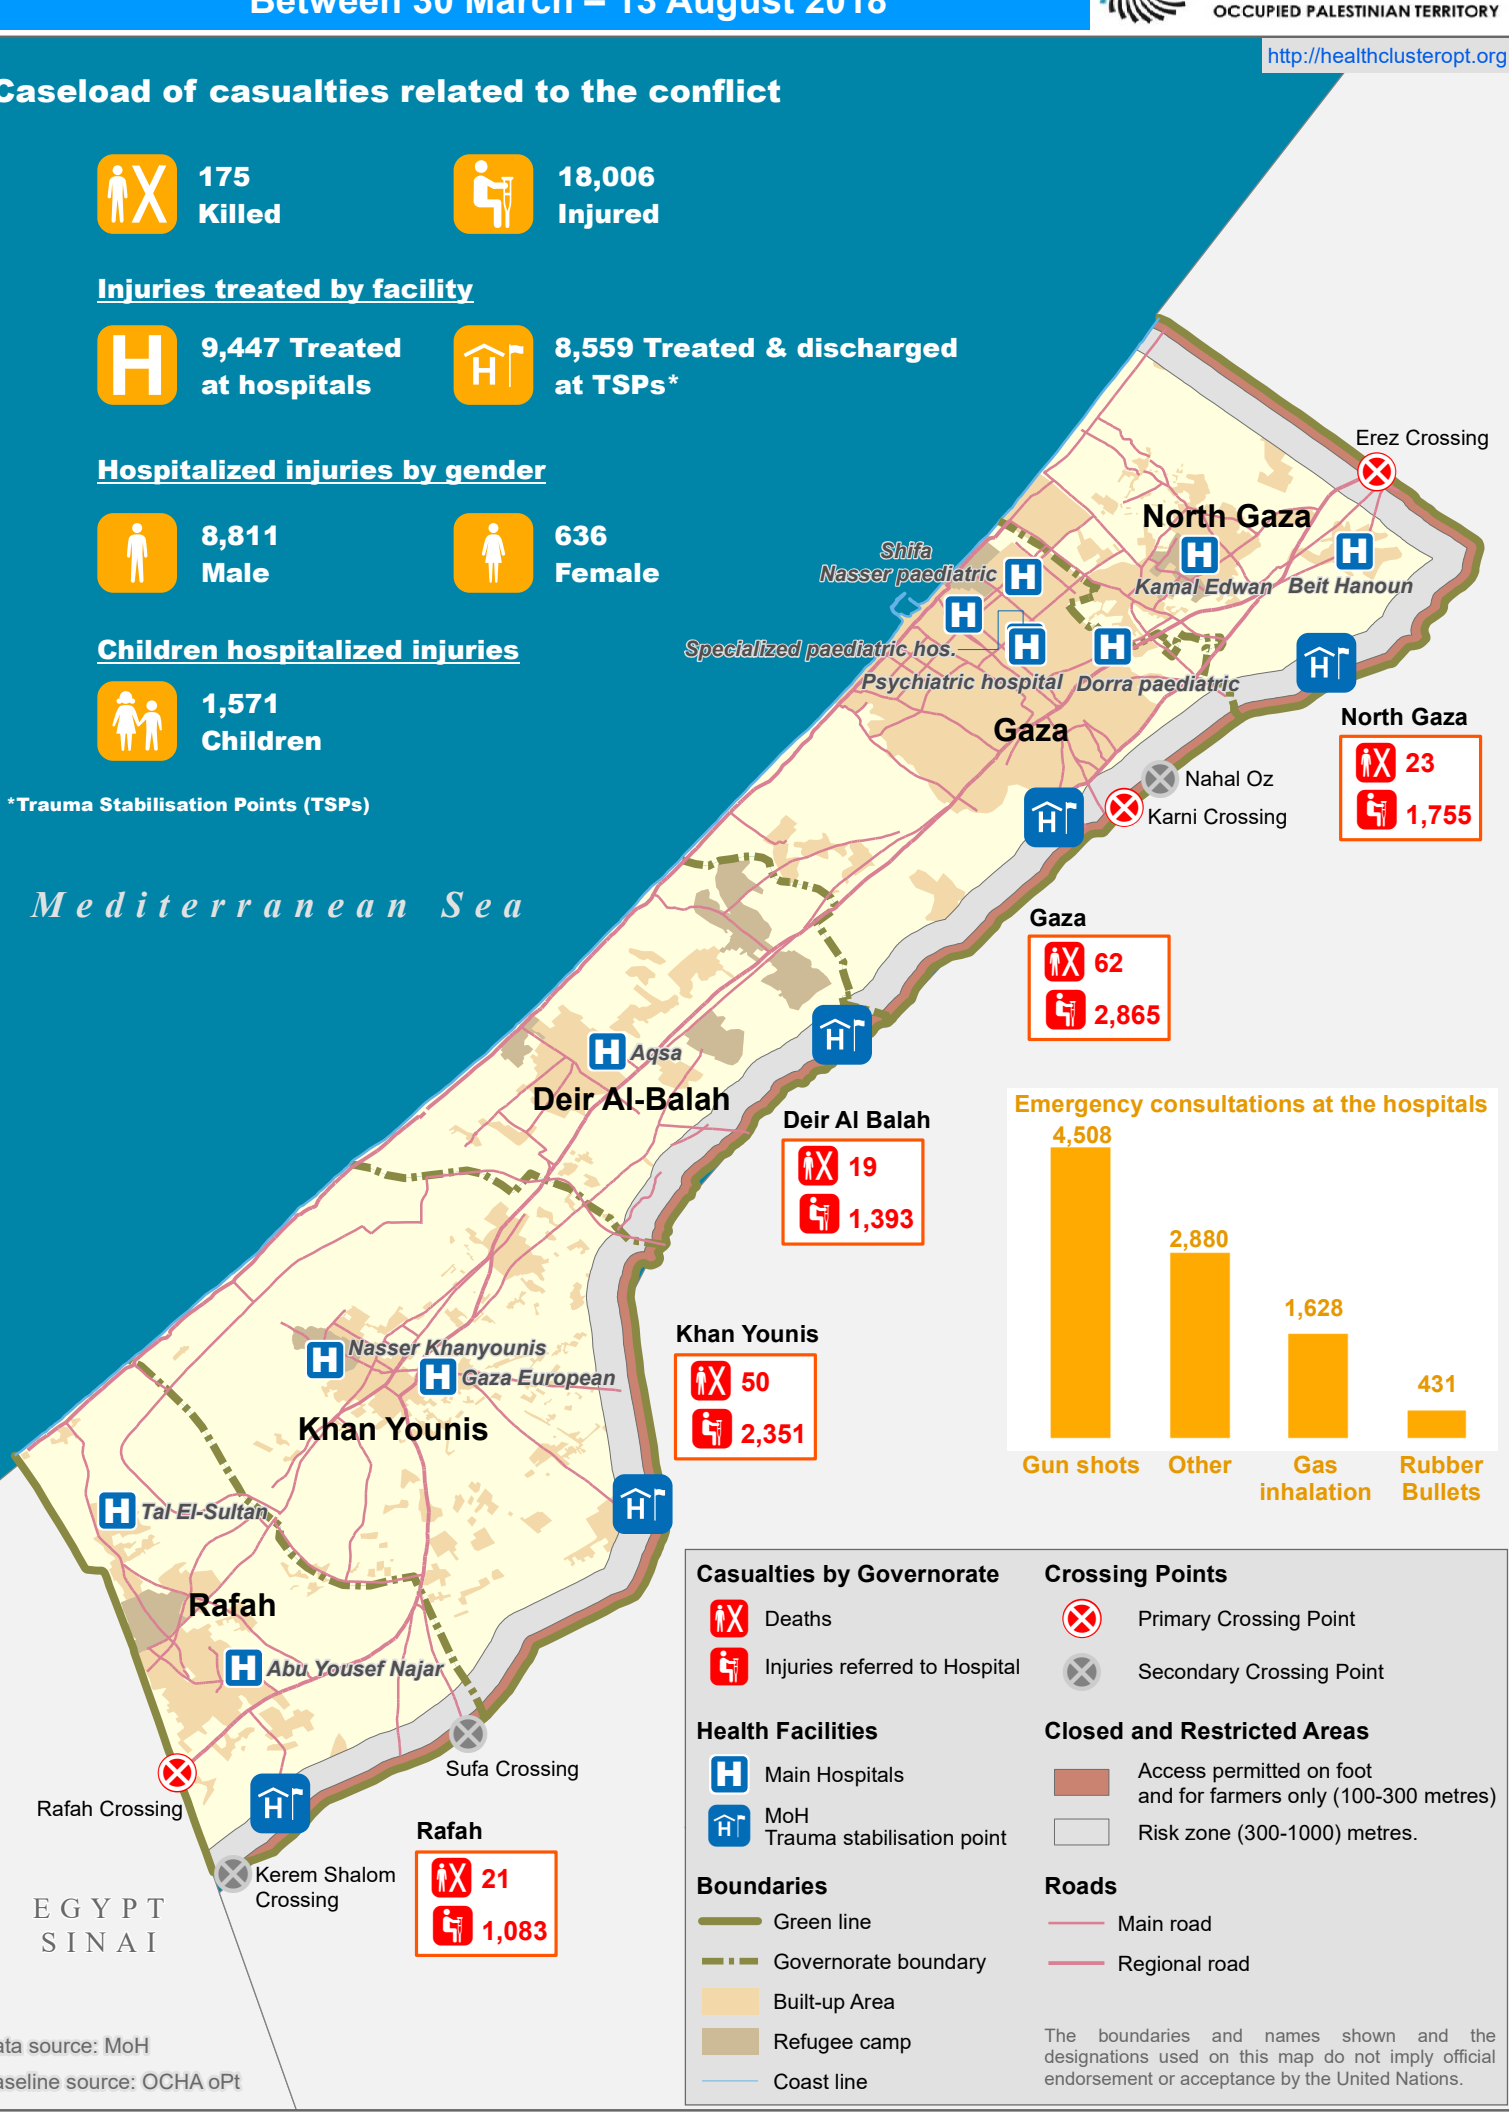 Between 30 March – 13 August 2018
OCCUPIED PALESTINIAN TERRITORY
http://healthclusteropt.org
Caseload of casualties related to the conflict
175
Killed
18,006
Injured
Injuries treated by facility
9,447 Treated
at hospitals
8,559 Treated & discharged
at TSPs*
Hospitalized injuries by gender
8,811
Male
636
Female
Children hospitalized injuries
1,571
Children
*Trauma Stabilisation Points (TSPs)
Mediterranean Sea
Erez Crossing
North Gaza
Kamal Edwan
Beit Hanoun
Shifa
Nasser paediatric
Specialized paediatric hos.
Psychiatric hospital
Dorra paediatric
Gaza
North Gaza
23
1,755
Nahal Oz
Karni Crossing
Gaza
62
2,865
Aqsa
Deir Al-Balah
Deir Al Balah
19
1,393
Emergency consultations at the hospitals
4,508
2,880
1,628
431
Gun shots
Other
Gas
inhalation
Rubber
Bullets
Khan Younis
50
2,351
Nasser Khanyounis
Gaza European
Khan Younis
Tal El-Sultan
Rafah
Abu Yousef Najar
Sufa Crossing
Rafah Crossing
Kerem Shalom
Crossing
Rafah
21
1,083
EGYPT
SINAI
Casualties by Governorate
Deaths
Injuries referred to Hospital
Health Facilities
Main Hospitals
MoH
Trauma stabilisation point
Boundaries
Green line
Governorate boundary
Built-up Area
Refugee camp
Coast line
Crossing Points
Primary Crossing Point
Secondary Crossing Point
Closed and Restricted Areas
Access permitted on foot
and for farmers only (100-300 metres)
Risk zone (300-1000) metres.
Roads
Main road
Regional road
The boundaries and names shown and the
designations used on this map do not imply official
endorsement or acceptance by the United Nations.
ata source: MoH
aseline source: OCHA oPt